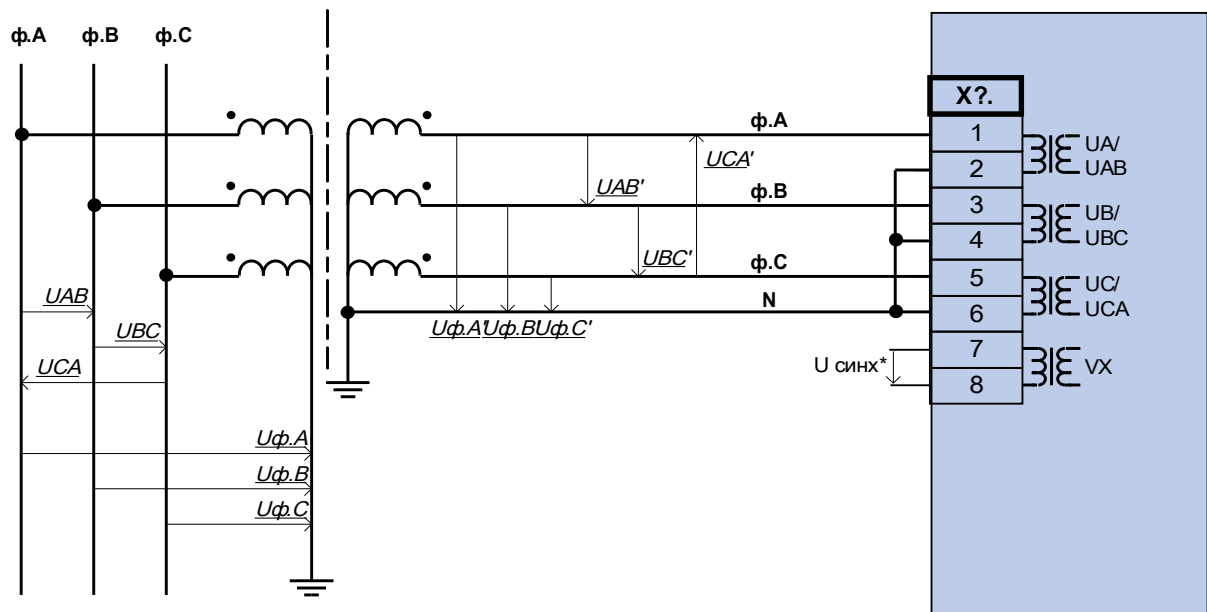 ф.А ф.В ф.С
X?.
1
ф.А
UA/
UAB
UCA'
2
UAB'
ф.В
3
UB/
UBC
4
UBC'
ф.С
5
UC/
UCA
UAB
N
6
Uф.A' Uф.B' Uф.C'
UBC
7
U синх*
VX
UCA
8
Uф.A
Uф.B
Uф.C